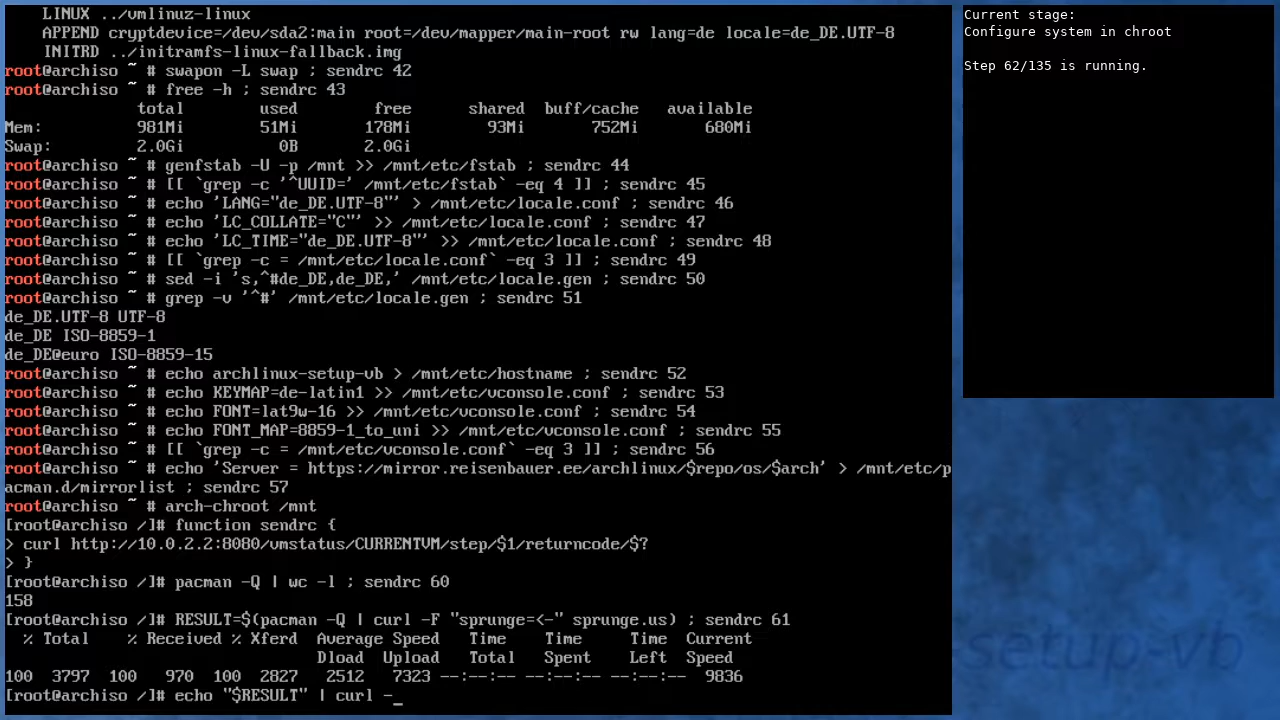 LINUX ../vmlinuz-linux
    APPEND cryptdevice=/dev/sda2:main root=/dev/mapper/main-root rw lang=de locale=de_DE.UTF-8
    INITRD ../initramfs-linux-fallback.img
root@archiso ~ # swapon -L swap ; sendrc 42
root@archiso ~ # free -h ; sendrc 43
              total        used        free      shared  buff/cache   available
Mem:          981Mi        51Mi       178Mi        93Mi       752Mi       680Mi
Swap:         2.0Gi          0B       2.0Gi
root@archiso ~ # genfstab -U -p /mnt >> /mnt/etc/fstab ; sendrc 44
root@archiso ~ # [[ `grep -c '^UUID=' /mnt/etc/fstab` -eq 4 ]] ; sendrc 45
root@archiso ~ # echo 'LANG="de_DE.UTF-8"' > /mnt/etc/locale.conf ; sendrc 46
root@archiso ~ # echo 'LC_COLLATE="C"' >> /mnt/etc/locale.conf ; sendrc 47
root@archiso ~ # echo 'LC_TIME="de_DE.UTF-8"' >> /mnt/etc/locale.conf ; sendrc 48
root@archiso ~ # [[ `grep -c = /mnt/etc/locale.conf` -eq 3 ]] ; sendrc 49
root@archiso ~ # sed -i 's,^#de_DE,de_DE,' /mnt/etc/locale.gen ; sendrc 50
root@archiso ~ # grep -v '^#' /mnt/etc/locale.gen ; sendrc 51
de_DE.UTF-8 UTF-8
de_DE ISO-8859-1
de_DE@euro ISO-8859-15
root@archiso ~ # echo archlinux-setup-vb > /mnt/etc/hostname ; sendrc 52
root@archiso ~ # echo KEYMAP=de-latin1 >> /mnt/etc/vconsole.conf ; sendrc 53
root@archiso ~ # echo FONT=lat9w-16 >> /mnt/etc/vconsole.conf ; sendrc 54
root@archiso ~ # echo FONT_MAP=8859-1_to_uni >> /mnt/etc/vconsole.conf ; sendrc 55
root@archiso ~ # [[ `grep -c = /mnt/etc/vconsole.conf` -eq 3 ]] ; sendrc 56
root@archiso ~ # echo 'Server = https://mirror.reisenbauer.ee/archlinux/$repo/os/$arch' > /mnt/etc/p
acman.d/mirrorlist ; sendrc 57
root@archiso ~ # arch-chroot /mnt
[root@archiso /]# function sendrc {
> curl http://10.0.2.2:8080/vmstatus/CURRENTVM/step/$1/returncode/$?
> }
[root@archiso /]# pacman -Q | wc -l ; sendrc 60
158
[root@archiso /]# RESULT=$(pacman -Q | curl -F "sprunge=<-" sprunge.us) ; sendrc 61
  % Total    % Received % Xferd  Average Speed   Time    Time     Time  Current
                                 Dload  Upload   Total   Spent    Left  Speed
100  3797  100   970  100  2827   2512   7323 --:--:-- --:--:-- --:--:--  9836
[root@archiso /]# echo "$RESULT" | curl -_
Current stage:
Configure system in chroot
Step 62/135 is running.
-setup-vb